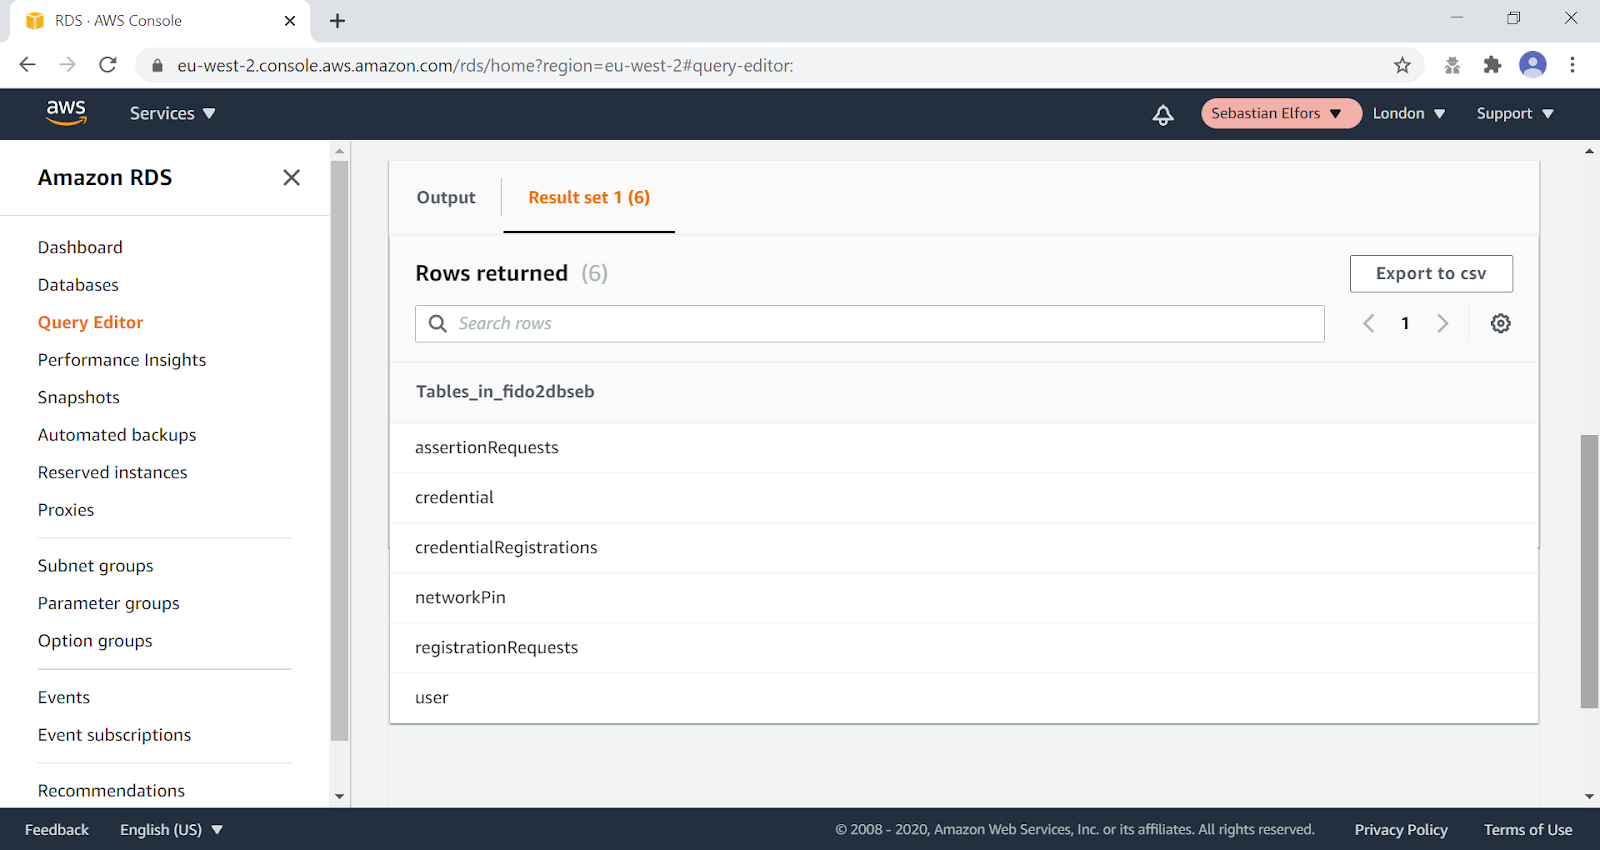 RDS · AWS Console
eu-west-2.console.aws.amazon.com/rds/home?region=eu-west-2#query-editor:
aws
Services
Sebastian Elfors
London
Support
Amazon RDS
Dashboard
Databases
Query Editor
Performance Insights
Snapshots
Automated backups
Reserved instances
Proxies
Subnet groups
Parameter groups
Option groups
Events
Event subscriptions
Recommendations
Output
Result set 1 (6)
Rows returned (6)
Export to csv
Search rows
1
Tables_in_fido2dbseb
assertionRequests
credential
credentialRegistrations
networkPin
registrationRequests
user
Feedback
English (US)
© 2008 - 2020, Amazon Web Services, Inc. or its affiliates. All rights reserved.
Privacy Policy
Terms of Use